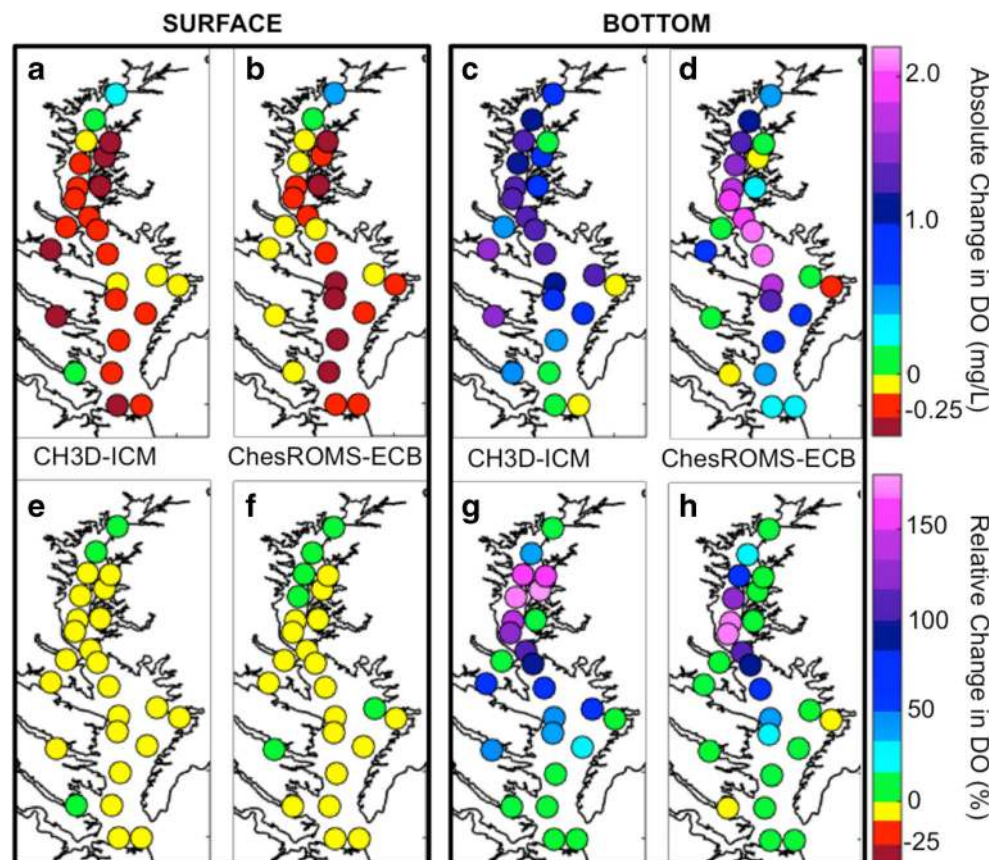 SURFACE BOTTOM
a b c d
2.0
1.0
0
-0.25
Absolute Change in DO (mg/L)
CH3D-ICM ChesROMS-ECB CH3D-ICM ChesROMS-ECB
e f g h
150
100
50
0
-25
Relative Change in DO (%)